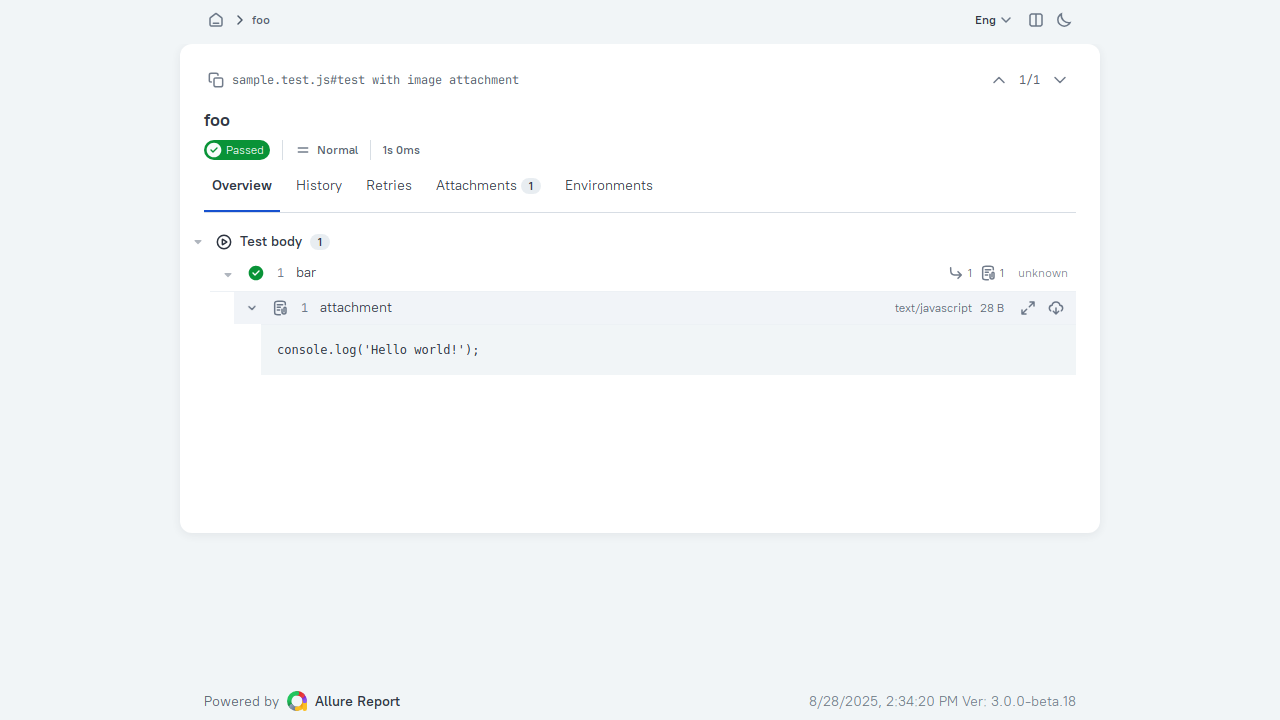 foo
Eng
sample.test.js#test with image attachment
1/1
foo
Passed
Normal
1s 0ms
Overview
History
Retries
Attachments 1
Environments
Test body 1
1 bar
1
1
unknown
1 attachment
text/javascript 28 B
console.log('Hello world!');
Powered by Allure Report
8/28/2025, 2:34:20 PM Ver: 3.0.0-beta.18